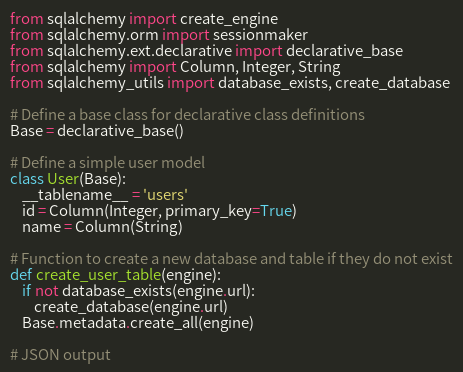 from sqlalchemy import create_engine
from sqlalchemy.orm import sessionmaker
from sqlalchemy.ext.declarative import declarative_base
from sqlalchemy import Column, Integer, String
from sqlalchemy_utils import database_exists, create_database

# Define a base class for declarative class definitions
Base = declarative_base()

# Define a simple user model
class User(Base):
    __tablename__ = 'users'
    id = Column(Integer, primary_key=True)
    name = Column(String)

# Function to create a new database and table if they do not exist
def create_user_table(engine):
    if not database_exists(engine.url):
        create_database(engine.url)
    Base.metadata.create_all(engine)

# JSON output